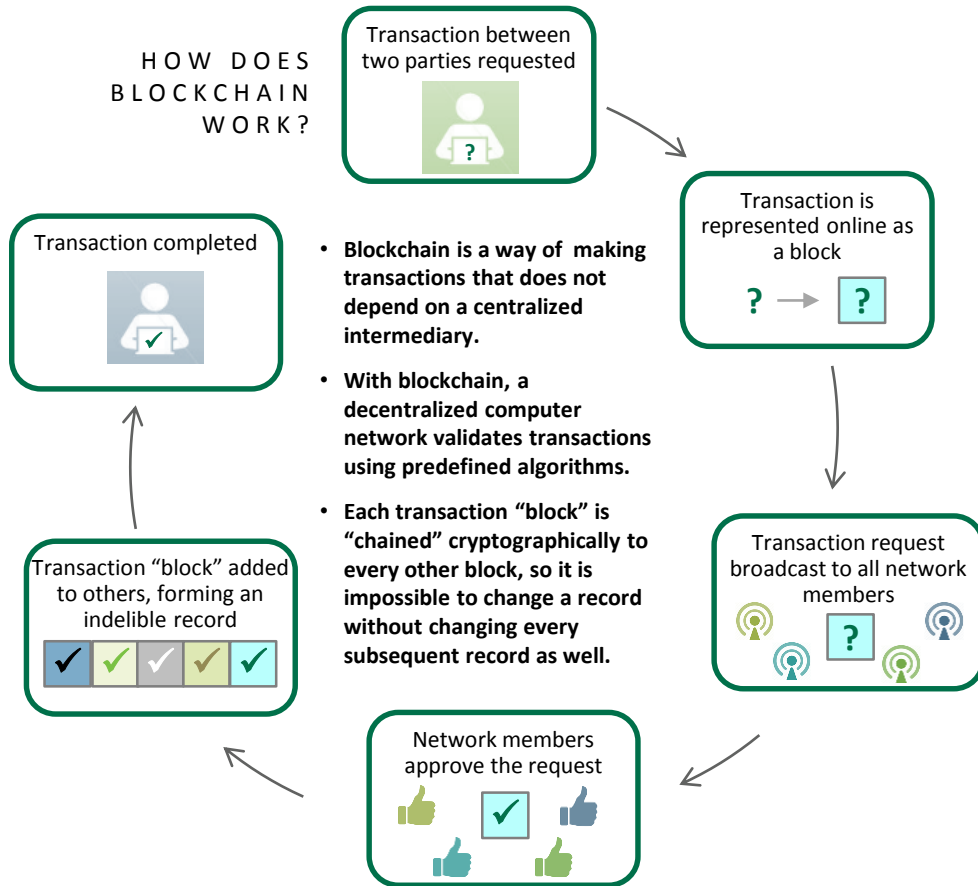 HOW DOES
BLOCKCHAIN
WORK?
Transaction between
two parties requested
?
Transaction is
represented online as
a block
? ?
Transaction request
broadcast to all network
members
?
Network members
approve the request
Transaction “block” added
to others, forming an
indelible record
Transaction completed
• Blockchain is a way of making
transactions that does not
depend on a centralized
intermediary.
• With blockchain, a
decentralized computer
network validates transactions
using predefined algorithms.
• Each transaction “block” is
“chained” cryptographically to
every other block, so it is
impossible to change a record
without changing every
subsequent record as well.